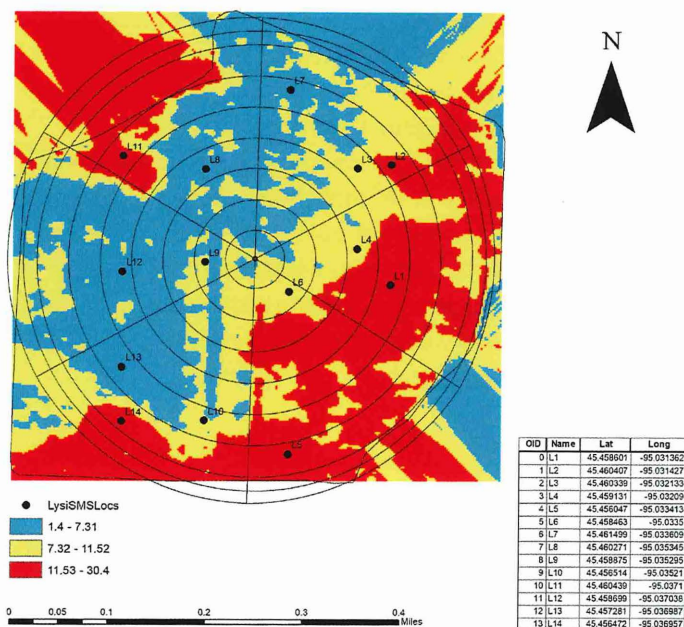 N
L7
L11
L8
L3
L2
L4
L9
L12
L6
L1
L13
L14
L10
L5
LysiSMSLocs
1.4 - 7.31
7.32 - 11.52
11.53 - 30.4
0 0.05 0.1 0.2 0.3 0.4
Miles
OID Name Lat Long
0 L1 45.458601 -95.031362
1 L2 45.460407 -95.031427
2 L3 45.460339 -95.032133
3 L4 45.459131 -95.03209
4 L5 45.456047 -95.033413
5 L6 45.458463 -95.0335
6 L7 45.461499 -95.033609
7 L8 45.460271 -95.035345
8 L9 45.458875 -95.035295
9 L10 45.456514 -95.03521
10 L11 45.460439 -95.0371
11 L12 45.458699 -95.037038
12 L13 45.457281 -95.036987
13 L14 45.456472 -95.036957